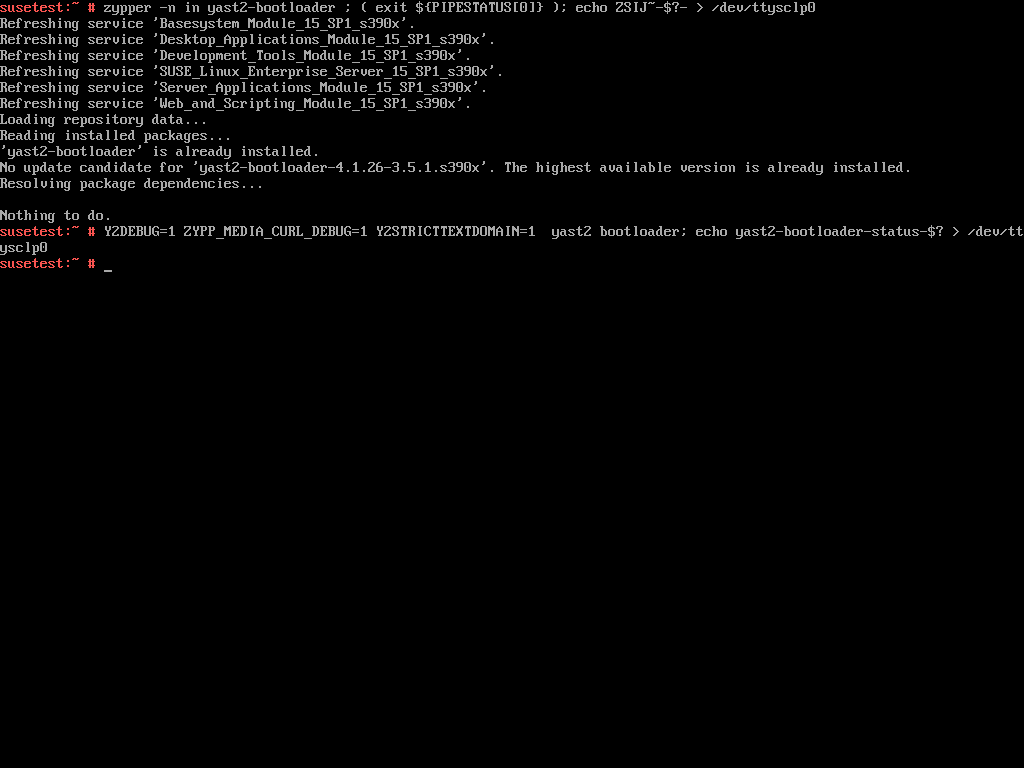 susetest:~ # zypper -n in yast2-bootloader ; ( exit ${PIPESTATUS[0]} ); echo ZSIJ~-$?- > /dev/ttysclp0
Refreshing service 'Basesystem_Module_15_SP1_s390x'.
Refreshing service 'Desktop_Applications_Module_15_SP1_s390x'.
Refreshing service 'Development_Tools_Module_15_SP1_s390x'.
Refreshing service 'SUSE_Linux_Enterprise_Server_15_SP1_s390x'.
Refreshing service 'Server_Applications_Module_15_SP1_s390x'.
Refreshing service 'Web_and_Scripting_Module_15_SP1_s390x'.
Loading repository data...
Reading installed packages...
'yast2-bootloader' is already installed.
No update candidate for 'yast2-bootloader-4.1.26-3.5.1.s390x'. The highest available version is already installed.
Resolving package dependencies...
Nothing to do.
susetest:~ # Y2DEBUG=1 ZYPP_MEDIA_CURL_DEBUG=1 Y2STRICTTEXTDOMAIN=1  yast2 bootloader; echo yast2-bootloader-status-$? > /dev/tt
ysclp0
susetest:~ # _